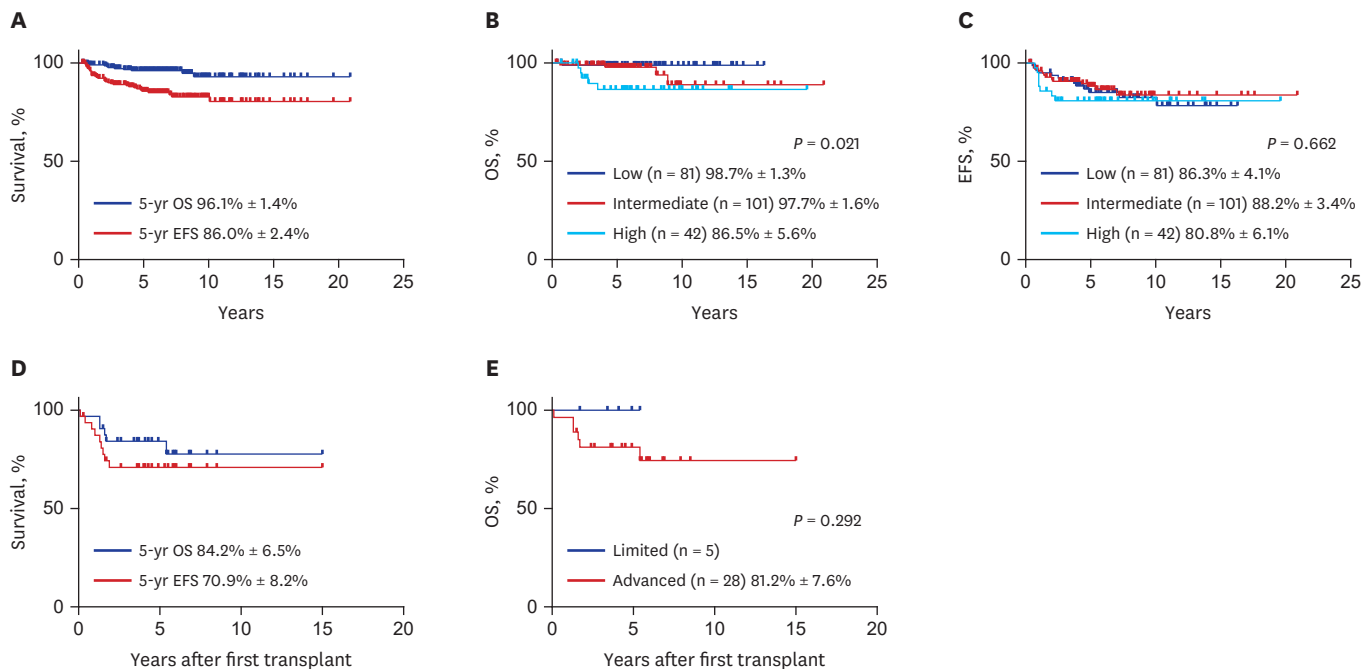 A
Survival, %
100
50
0
5-yr OS 96.1% ± 1.4%
5-yr EFS 86.0% ± 2.4%
0 5 10 15 20 25
Years
B
OS, %
100
50
0
P = 0.021
Low (n = 81) 98.7% ± 1.3%
Intermediate (n = 101) 97.7% ± 1.6%
High (n = 42) 86.5% ± 5.6%
0 5 10 15 20 25
Years
C
EFS, %
100
50
0
P = 0.662
Low (n = 81) 86.3% ± 4.1%
Intermediate (n = 101) 88.2% ± 3.4%
High (n = 42) 80.8% ± 6.1%
0 5 10 15 20 25
Years
D
Survival, %
100
50
0
5-yr OS 84.2% ± 6.5%
5-yr EFS 70.9% ± 8.2%
0 5 10 15 20
Years after first transplant
E
OS, %
100
50
0
P = 0.292
Limited (n = 5)
Advanced (n = 28) 81.2% ± 7.6%
0 5 10 15 20
Years after first transplant